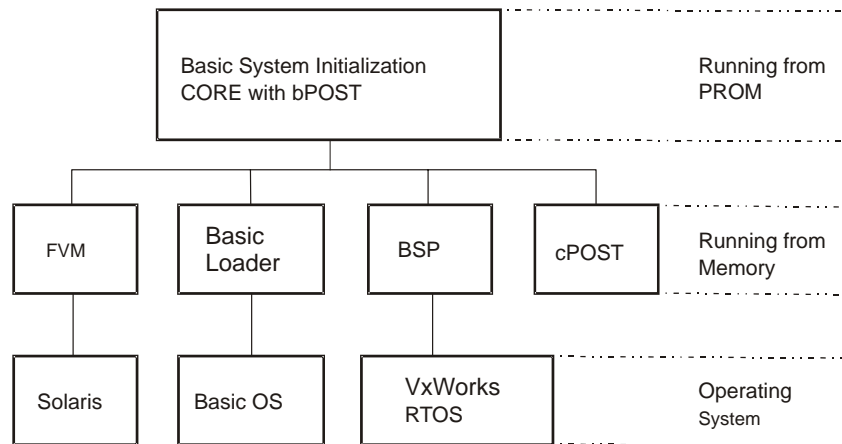 Basic System Initialization
CORE with bPOST
Running from
PROM
FVM
Basic
Loader
BSP
cPOST
Running from
Memory
Solaris
Basic OS
VxWorks
RTOS
Operating
System